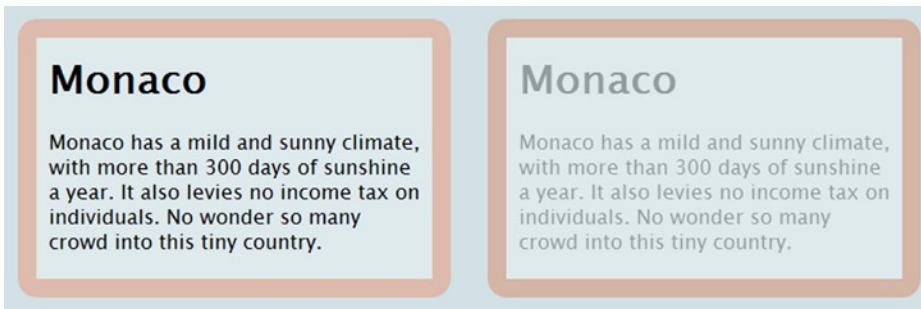 Monaco
Monaco has a mild and sunny climate,
with more than 300 days of sunshine
a year. It also levies no income tax on
individuals. No wonder so many
crowd into this tiny country.
Monaco
Monaco has a mild and sunny climate,
with more than 300 days of sunshine
a year. It also levies no income tax on
individuals. No wonder so many
crowd into this tiny country.